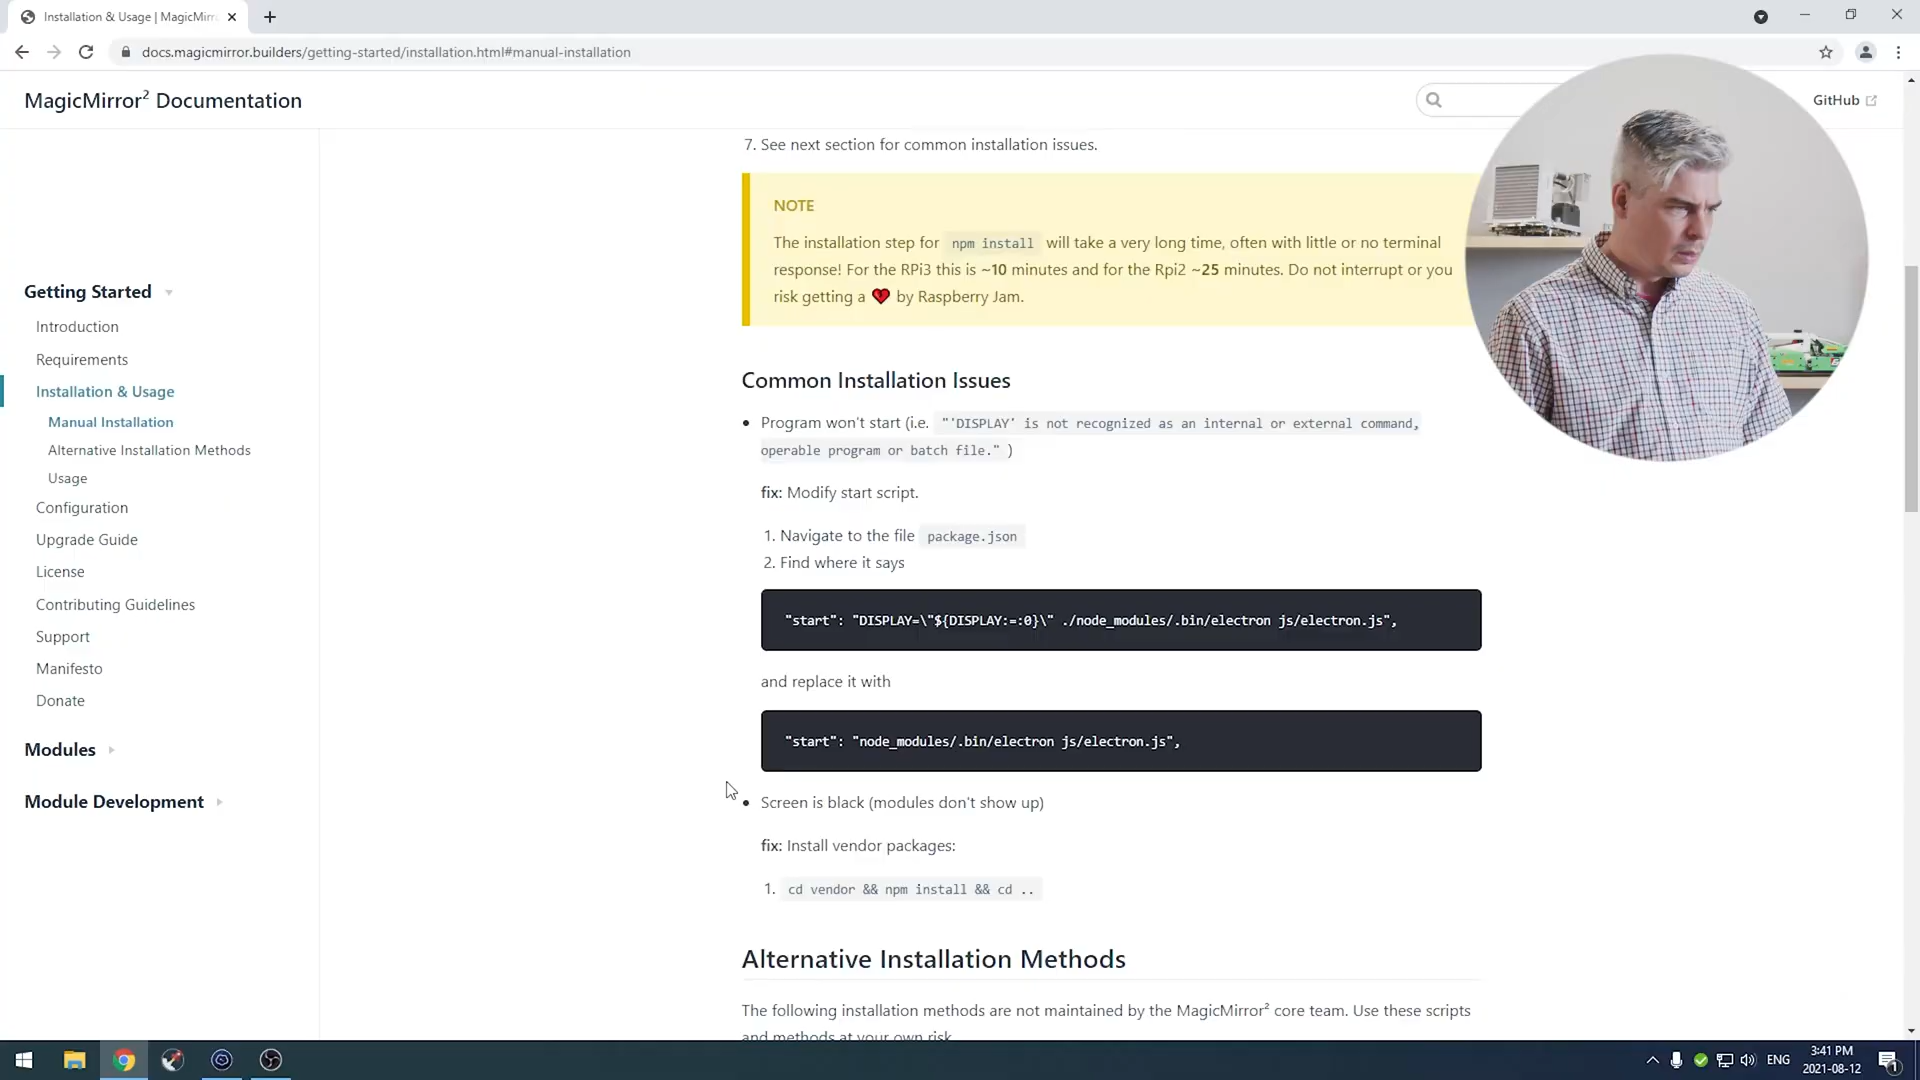 Installation & Usage | MagicMirr
docs.magicmirror.builders/getting-started/installation.html#manual-installation
MagicMirror² Documentation
GitHub
Getting Started
Introduction
Requirements
Installation & Usage
Manual Installation
Alternative Installation Methods
Usage
Configuration
Upgrade Guide
License
Contributing Guidelines
Support
Manifesto
Donate
Modules
Module Development
7. See next section for common installation issues.
NOTE
The installation step for npm install will take a very long time, often with little or no terminal
response! For the RPi3 this is ~10 minutes and for the Rpi2 ~25 minutes. Do not interrupt or you
risk getting a ❤ by Raspberry Jam.
Common Installation Issues
• Program won't start (i.e. "'DISPLAY' is not recognized as an internal or external command,
operable program or batch file." )
fix: Modify start script.
1. Navigate to the file package.json
2. Find where it says
"start": "DISPLAY=\"${DISPLAY:=:0}\" ./node_modules/.bin/electron js/electron.js",
and replace it with
"start": "node_modules/.bin/electron js/electron.js",
• Screen is black (modules don't show up)
fix: Install vendor packages:
1. cd vendor && npm install && cd ..
Alternative Installation Methods
The following installation methods are not maintained by the MagicMirror² core team. Use these scripts
and methods at your own risk.
ENG
3:41 PM
2021-08-12
1